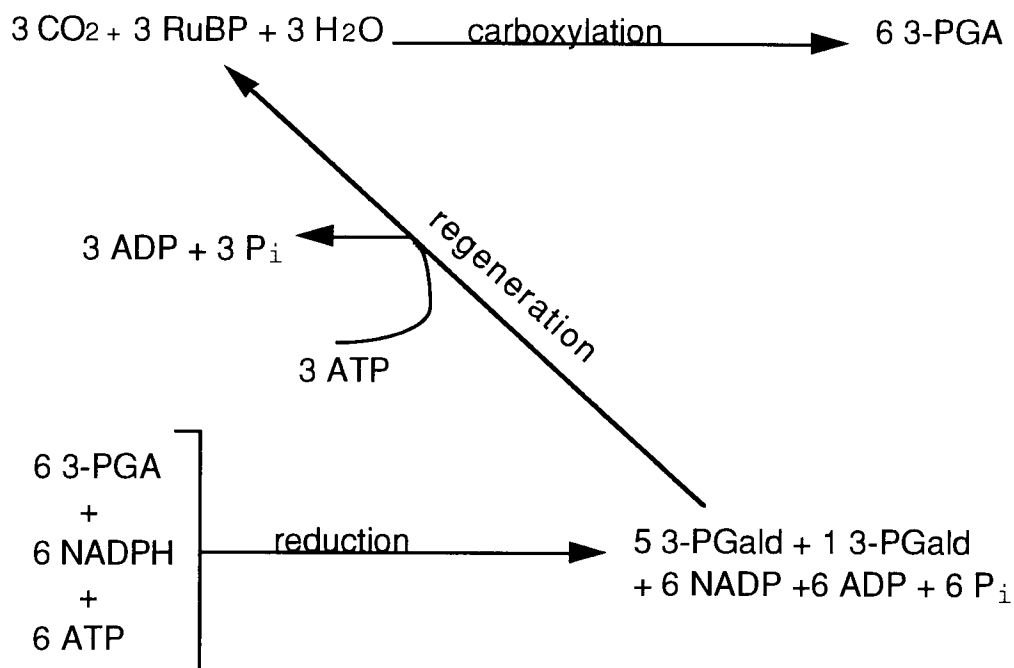 3 CO2 + 3 RuBP + 3 H2O carboxylation 6 3-PGA
regeneration
3 ADP + 3 Pi
3 ATP
6 3-PGA
+
6 NADPH
+
6 ATP
reduction
5 3-PGald + 1 3-PGald
+ 6 NADP +6 ADP + 6 Pi